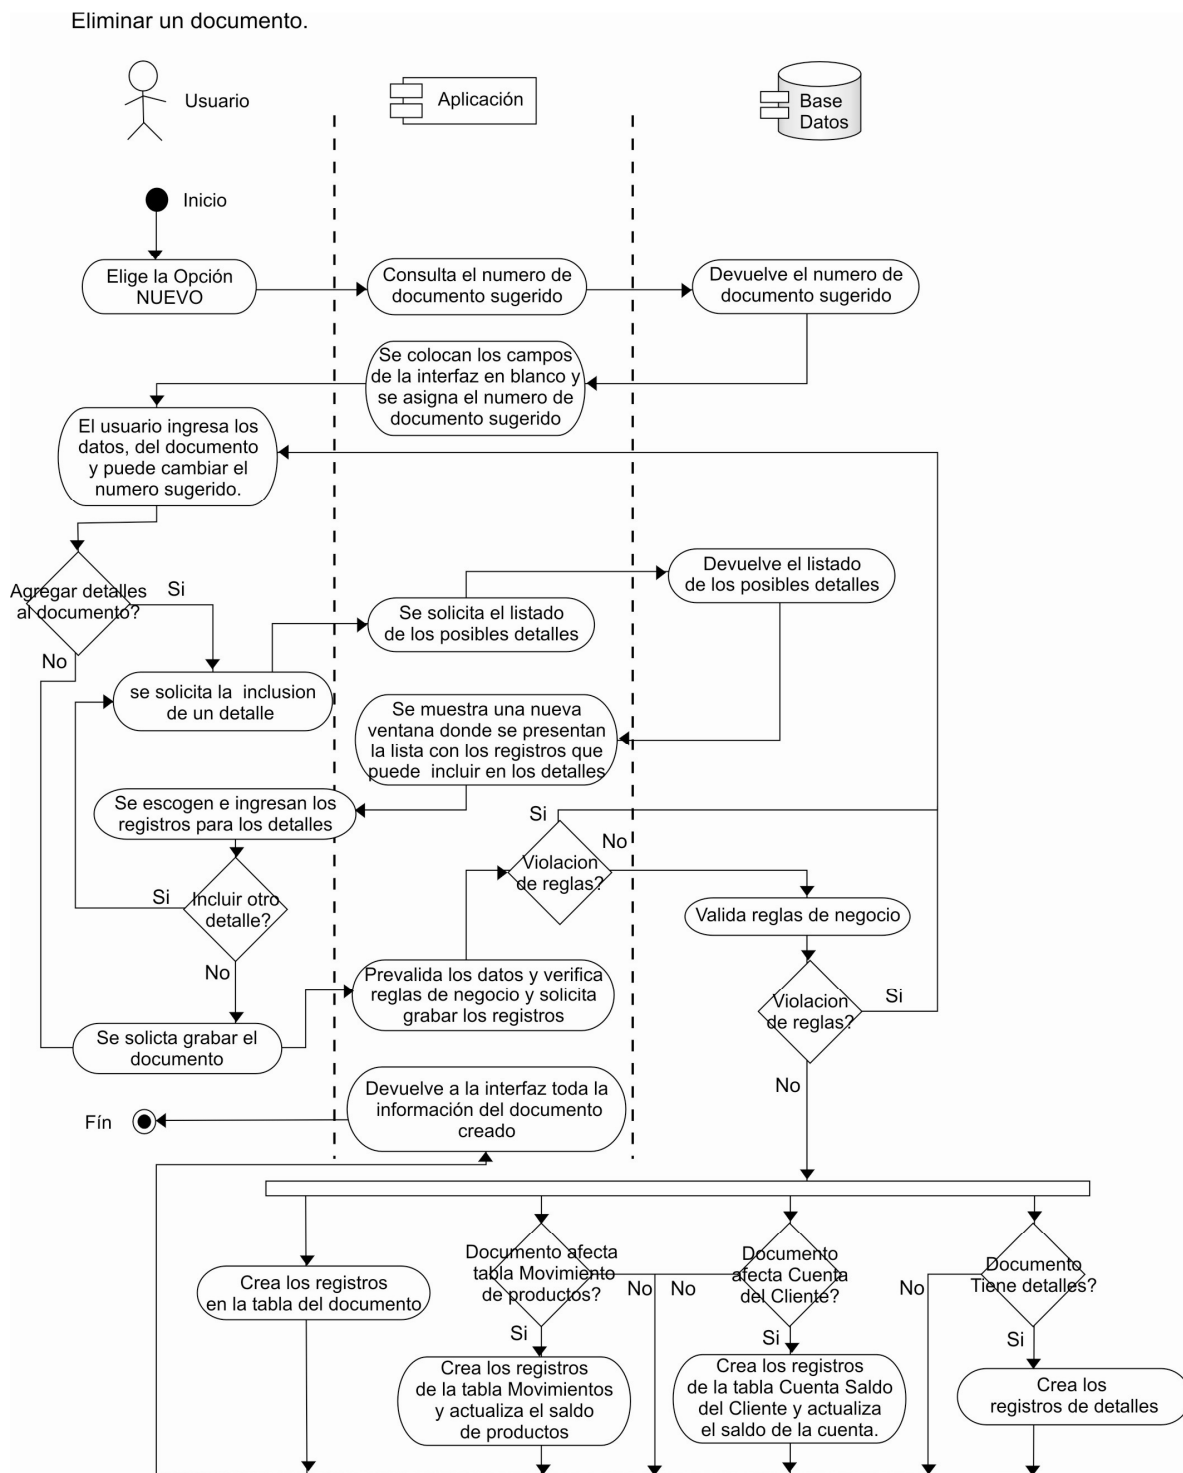 Eliminar un documento.
Usuario
Aplicación
Base
Datos
Inicio
Elige la Opción
NUEVO
Consulta el numero de
documento sugerido
Devuelve el numero de
documento sugerido
Se colocan los campos
de la interfaz en blanco y
se asigna el numero de
documento sugerido
El usuario ingresa los
datos, del documento
y puede cambiar el
numero sugerido.
Agregar detalles
al documento?
Si
No
Se solicita el listado
de los posibles detalles
Devuelve el listado
de los posibles detalles
se solicita la inclusion
de un detalle
Se muestra una nueva
ventana donde se presentan
la lista con los registros que
puede incluir en los detalles
Se escogen e ingresan los
registros para los detalles
Si
No
Violacion
de reglas?
Si
Incluir otro
detalle?
No
Valida reglas de negocio
Prevalida los datos y verifica
reglas de negocio y solicita
grabar los registros
Violacion
de reglas?
Si
No
Se solicta grabar el
documento
Devuelve a la interfaz toda la
información del documento
creado
Fín
Documento afecta
tabla Movimiento
de productos?
No
Si
Documento
afecta Cuenta
del Cliente?
No
Si
Documento
Tiene detalles?
No
Si
Crea los registros
en la tabla del documento
Crea los registros
de la tabla Movimientos
y actualiza el saldo
de productos
Crea los registros
de la tabla Cuenta Saldo
del Cliente y actualiza
el saldo de la cuenta.
Crea los
registros de detalles